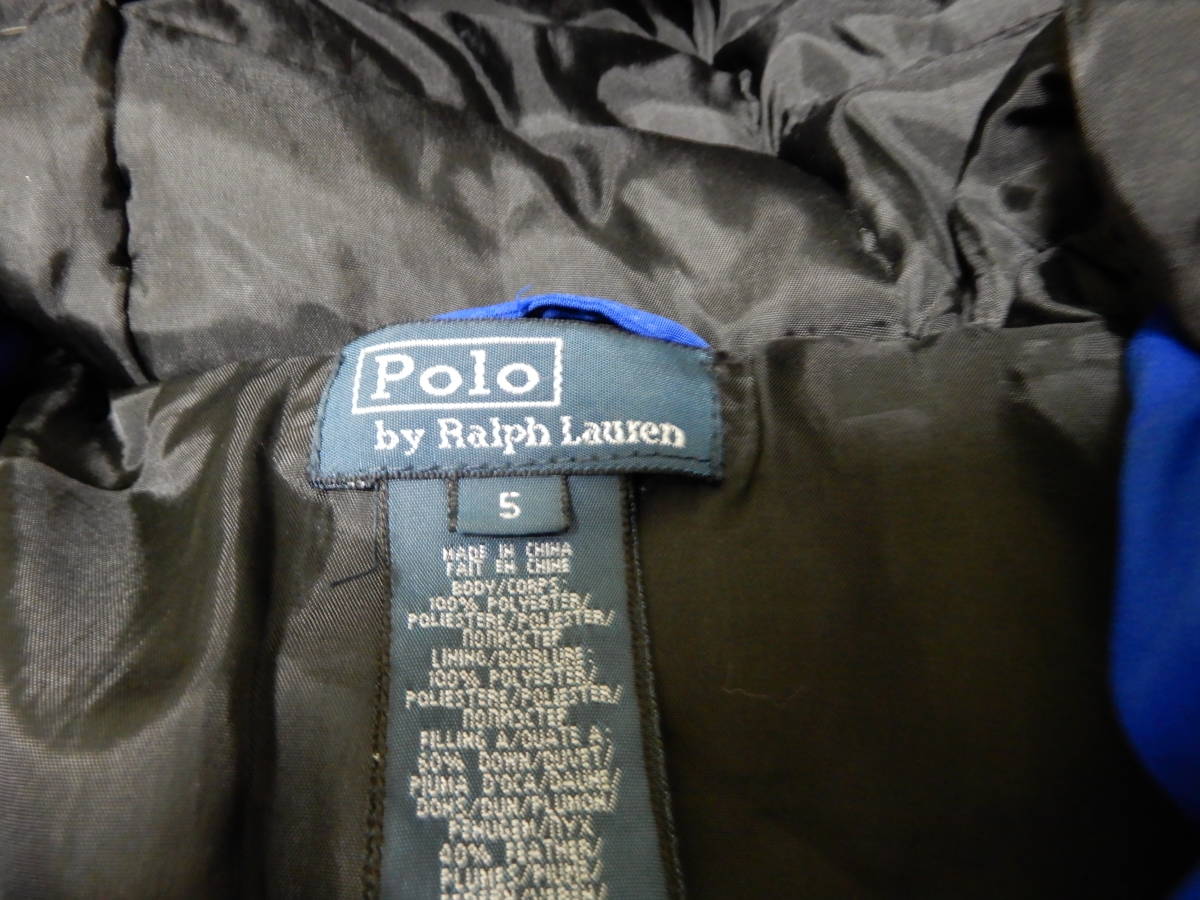 Polo
by Ralph Lauren
5
MADE IN CHINA
FAIT EN CHINE
BODY/CORPS:
100% POLYESTER/
POLIESTERE/POLIESTER/
ПОЛИЭСТЕР
LINING/DOUBLURE:
100% POLYESTER/
POLIESTERE/POLIESTER/
ПОЛИЭСТЕР
FILLING A/OUATE A:
60% DOWN/DUVET/
PIUMA D'OCA/DAUNE/
DONS/DUN/PLUMON/
PENUGEM/ПУХ
40% FEATHER/
PLUMES/PIUME/